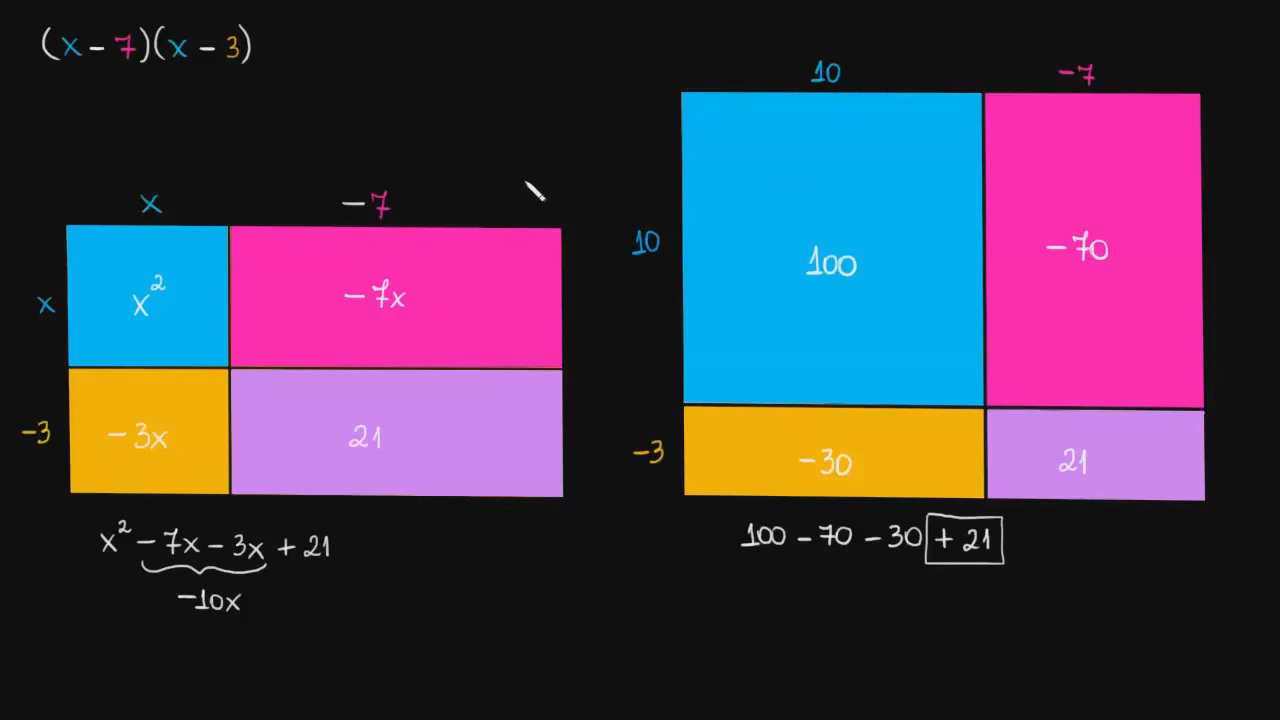 (x - 7)(x - 3)
x - 7
x x² - 7x
-3 - 3x 21
x² - 7x - 3x + 21
-10x
10 -7
10 100 - 70
-3 - 30 21
100 - 70 - 30 + 21